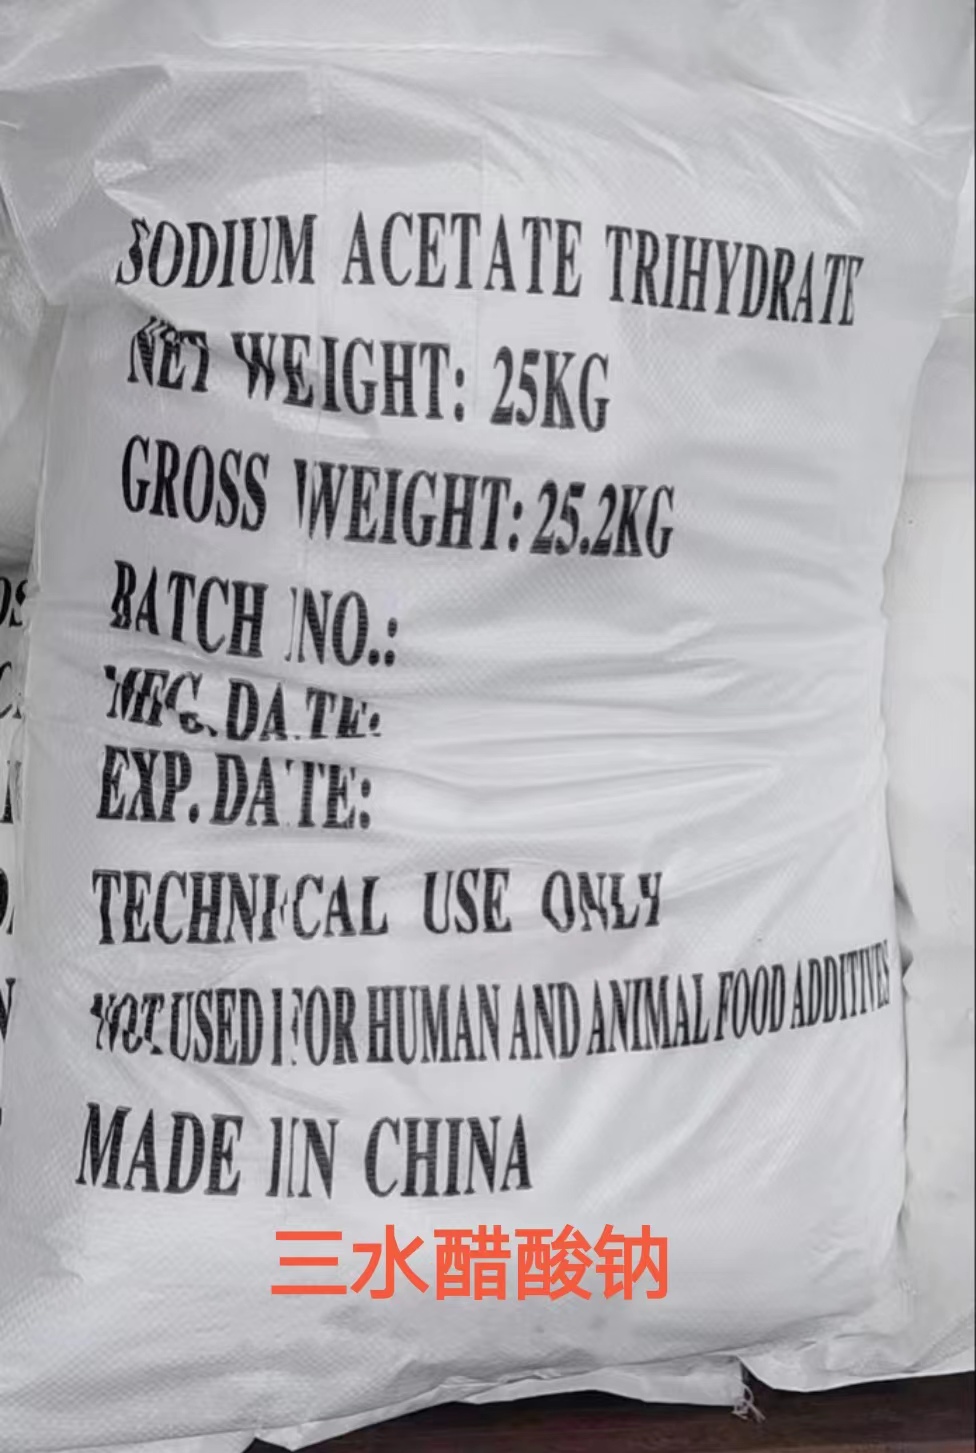 SODIUM ACETATE TRIHYDRATE
NET WEIGHT: 25KG
GROSS WEIGHT: 25.2KG
BATCH NO.:
MFG. DATE:
EXP. DATE:
TECHNICAL USE ONLY
NOT USED FOR HUMAN AND ANIMAL FOOD ADDITIVES
MADE IN CHINA
三水醋酸钠